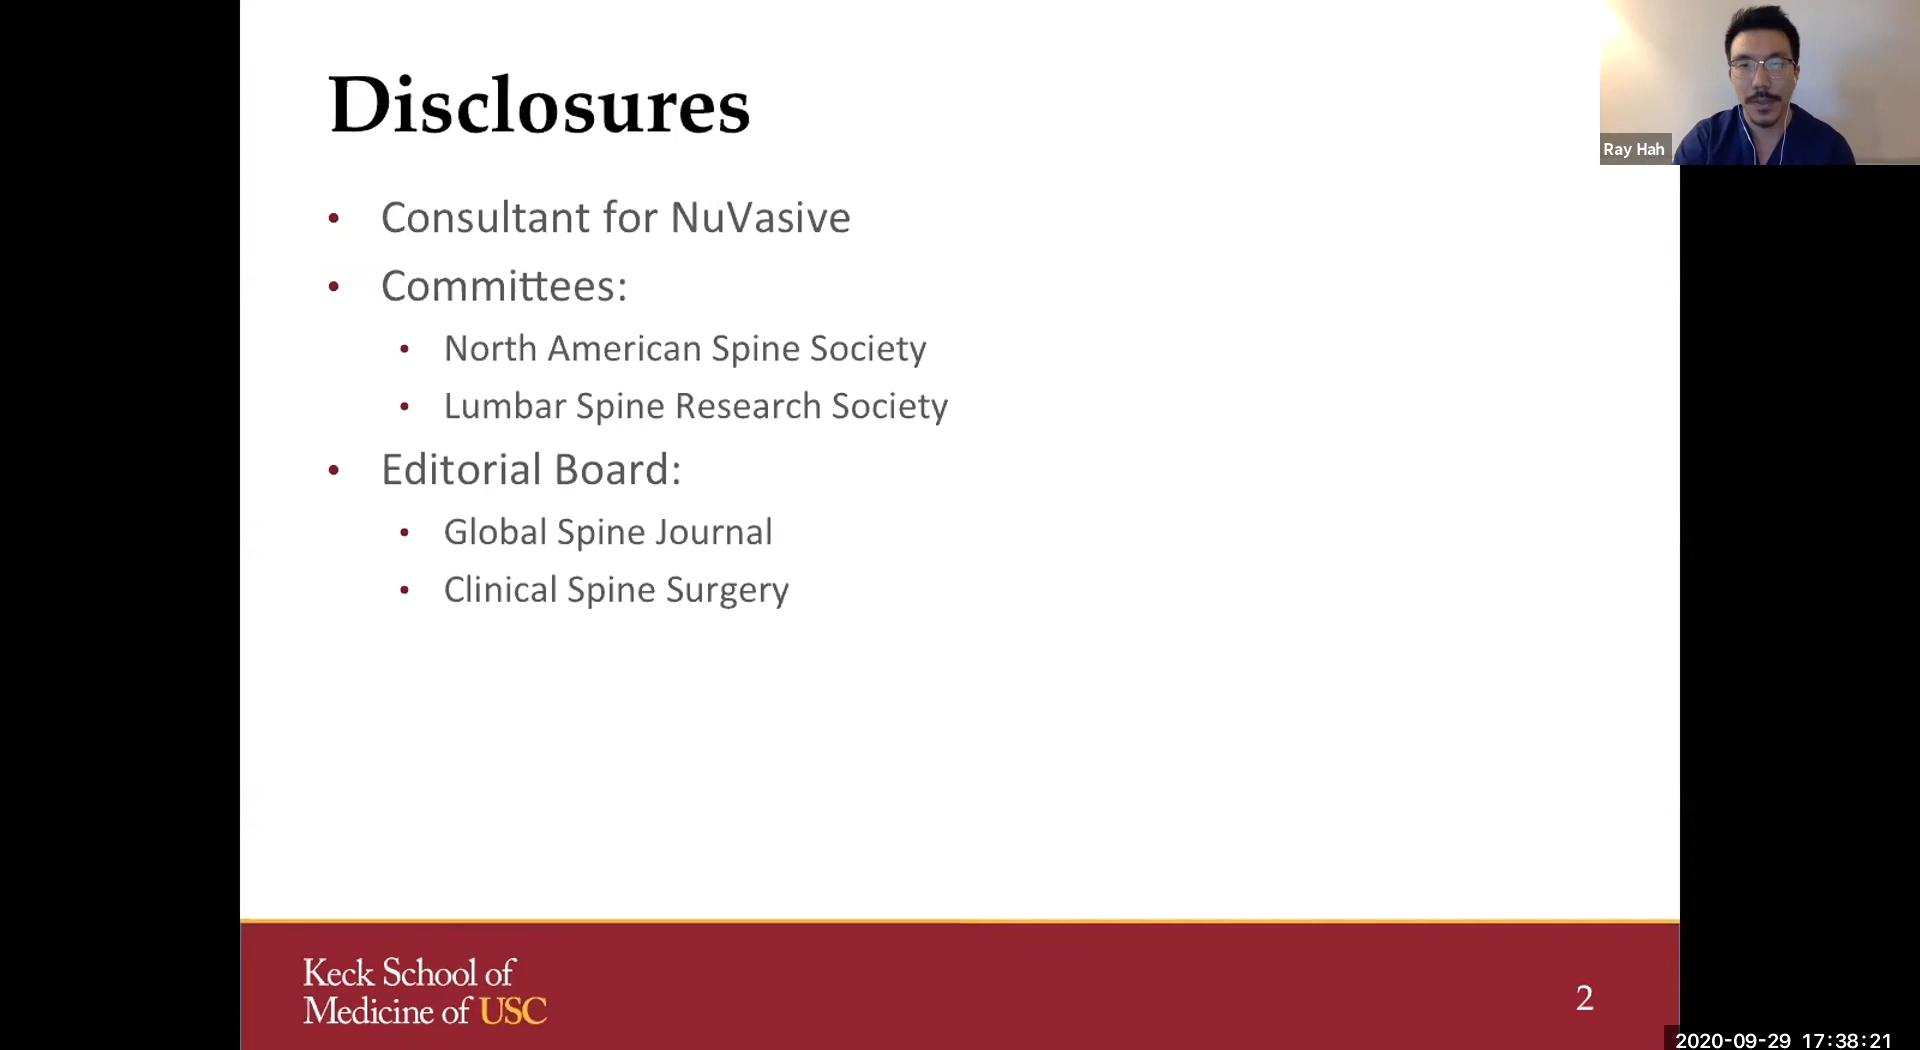 Disclosures
• Consultant for NuVasive
• Committees:
• North American Spine Society
• Lumbar Spine Research Society
• Editorial Board:
• Global Spine Journal
• Clinical Spine Surgery
Ray Hah
Keck School of
Medicine of USC
2
2020-09-29 17:38:21